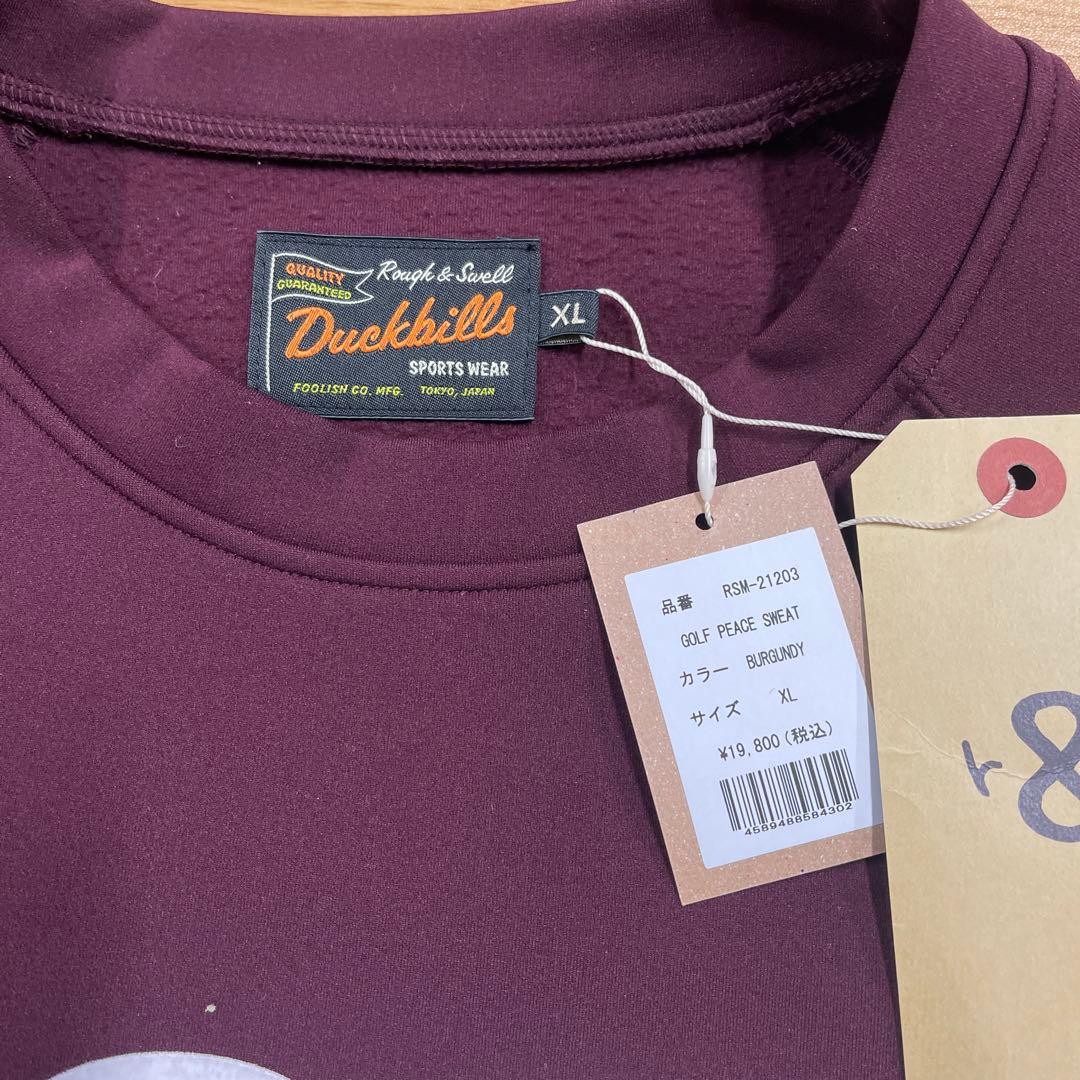 QUALITY
GUARANTEED
Rough & Swell
Duckbills
SPORTS WEAR
FOOLISH CO. MFG. TOKYO, JAPAN
XL
品番 RSM-21203
GOLF PEACE SWEAT
カラー BURGUNDY
サイズ XL
¥19,800(税込)
4589488584302